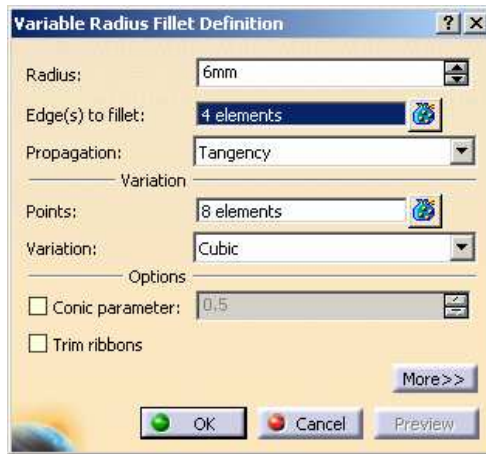 Variable Radius Fillet Definition
Radius: 6mm
Edge(s) to fillet: 4 elements
Propagation: Tangency
Variation
Points: 8 elements
Variation: Cubic
Options
Conic parameter: 0.5
Trim ribbons
More>>
OK Cancel Preview